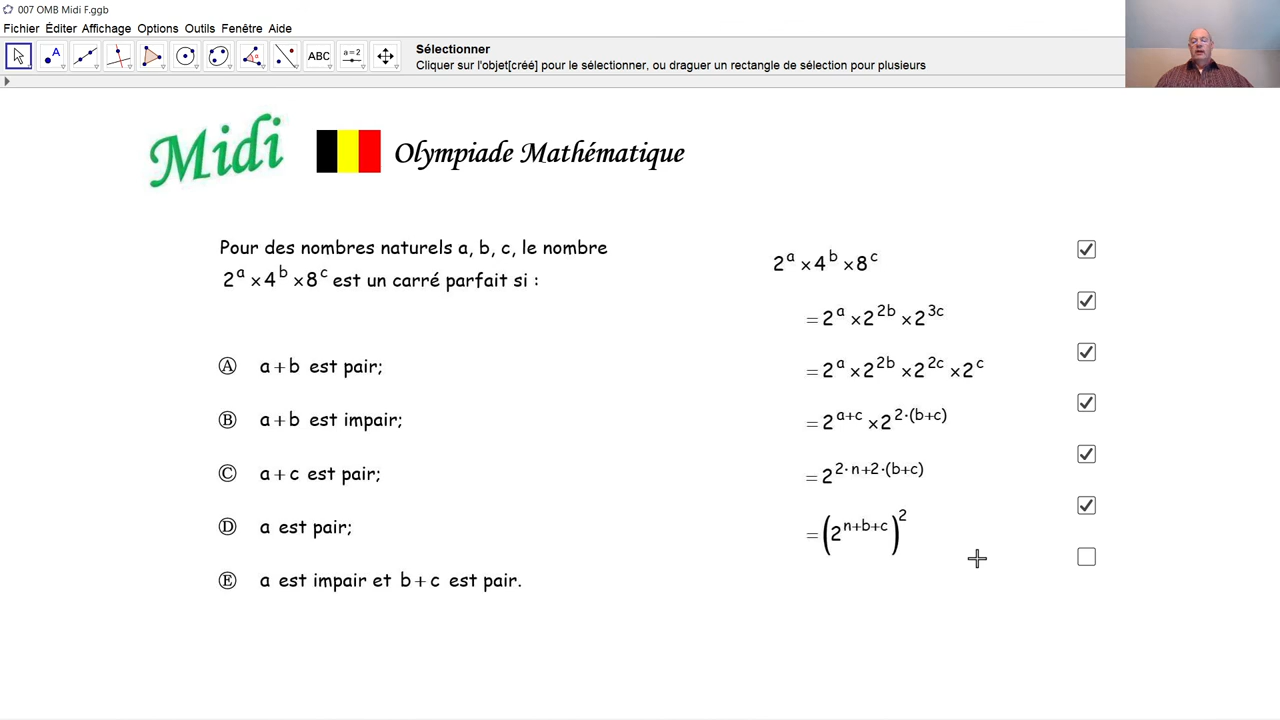 007 OMB Midi F.ggb
Fichier Éditer Affichage Options Outils Fenêtre Aide
A ABC a=2
Sélectionner
Cliquer sur l'objet[créé] pour le sélectionner, ou draguer un rectangle de sélection pour plusieurs
Midi
Olympiade Mathématique
Pour des nombres naturels a, b, c, le nombre
2^a × 4^b × 8^c est un carré parfait si :
Ⓐ a + b est pair;
Ⓑ a + b est impair;
Ⓒ a + c est pair;
Ⓓ a est pair;
Ⓔ a est impair et b + c est pair.
2^a × 4^b × 8^c
= 2^a × 2^{2b} × 2^{3c}
= 2^a × 2^{2b} × 2^{2c} × 2^c
= 2^{a+c} × 2^{2·(b+c)}
= 2^{2·n+2·(b+c)}
= (2^{n+b+c})^2